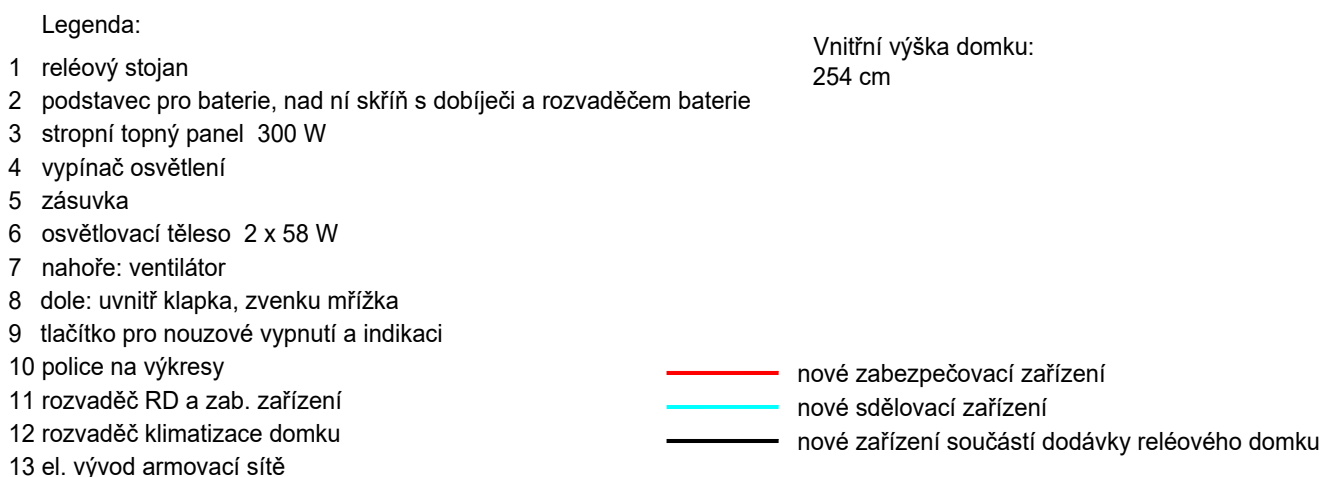 Legenda:
1 reléový stojan
2 podstavec pro baterie, nad ní skříň s dobíječi a rozvaděčem baterie
3 stropní topný panel 300 W
4 vypínač osvětlení
5 zásuvka
6 osvětlovací těleso 2 x 58 W
7 nahoře: ventilátor
8 dole: uvnitř klapka, zvenku mřížka
9 tlačítko pro nouzové vypnutí a indikaci
10 police na výkresy
11 rozvaděč RD a zab. zařízení
12 rozvaděč klimatizace domku
13 el. vývod armovací sítě
Vnitřní výška domku:
254 cm
nové zabezpečovací zařízení
nové sdělovací zařízení
nové zařízení součástí dodávky reléového domku